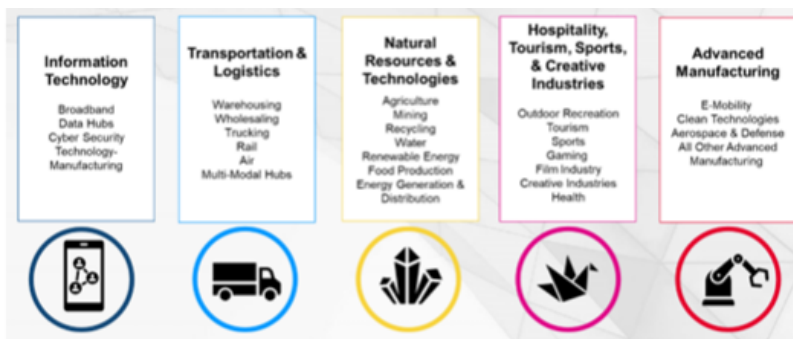 Information
Technology
Broadband
Data Hubs
Cyber Security
Technology-
Manufacturing
Transportation &
Logistics
Warehousing
Wholesaling
Trucking
Rail
Air
Multi-Modal Hubs
Natural
Resources &
Technologies
Agriculture
Mining
Recycling
Water
Renewable Energy
Food Production
Energy Generation &
Distribution
Hospitality,
Tourism, Sports,
& Creative
Industries
Outdoor Recreation
Tourism
Sports
Gaming
Film Industry
Creative Industries
Health
Advanced
Manufacturing
E-Mobility
Clean Technologies
Aerospace & Defense
All Other Advanced
Manufacturing